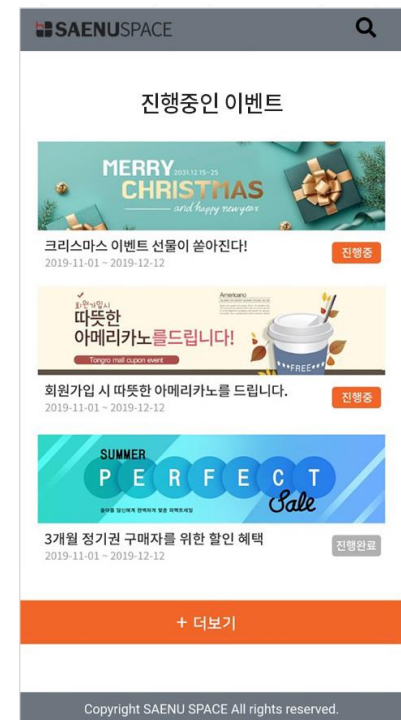 SAENUSPACE
진행중인 이벤트
MERRY 2031.12.15-25
CHRISTMAS
and happy new year
크리스마스 이벤트 선물이 쏟아진다!
진행중
2019-11-01 ~ 2019-12-12
회원가입시
따뜻한
아메리카노를드립니다!
Tongro mall cupon event
Americano
FREE
회원가입 시 따뜻한 아메리카노를 드립니다.
진행중
2019-11-01 ~ 2019-12-12
SUMMER
PERFECT
Sale
3개월 정기권 구매자를 위한 할인 혜택
진행완료
2019-11-01 ~ 2019-12-12
+ 더보기
Copyright SAENU SPACE All rights reserved.